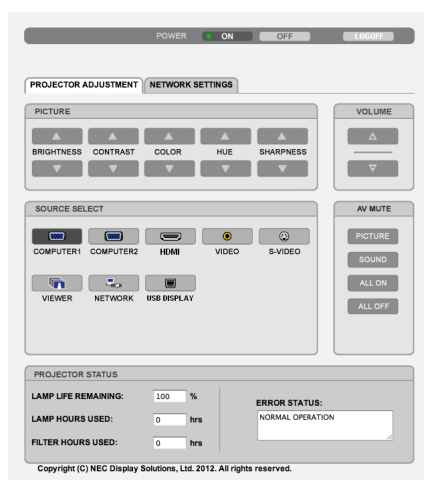 POWER ON OFF LOGOFF
PROJECTOR ADJUSTMENT NETWORK SETTINGS
PICTURE
BRIGHTNESS CONTRAST COLOR HUE SHARPNESS
VOLUME
SOURCE SELECT
COMPUTER1 COMPUTER2 HDMI VIDEO S-VIDEO
VIEWER NETWORK USB DISPLAY
AV MUTE
PICTURE
SOUND
ALL ON
ALL OFF
PROJECTOR STATUS
LAMP LIFE REMAINING: 100 %
LAMP HOURS USED: 0 hrs
FILTER HOURS USED: 0 hrs
ERROR STATUS:
NORMAL OPERATION
Copyright (C) NEC Display Solutions, Ltd. 2012. All rights reserved.